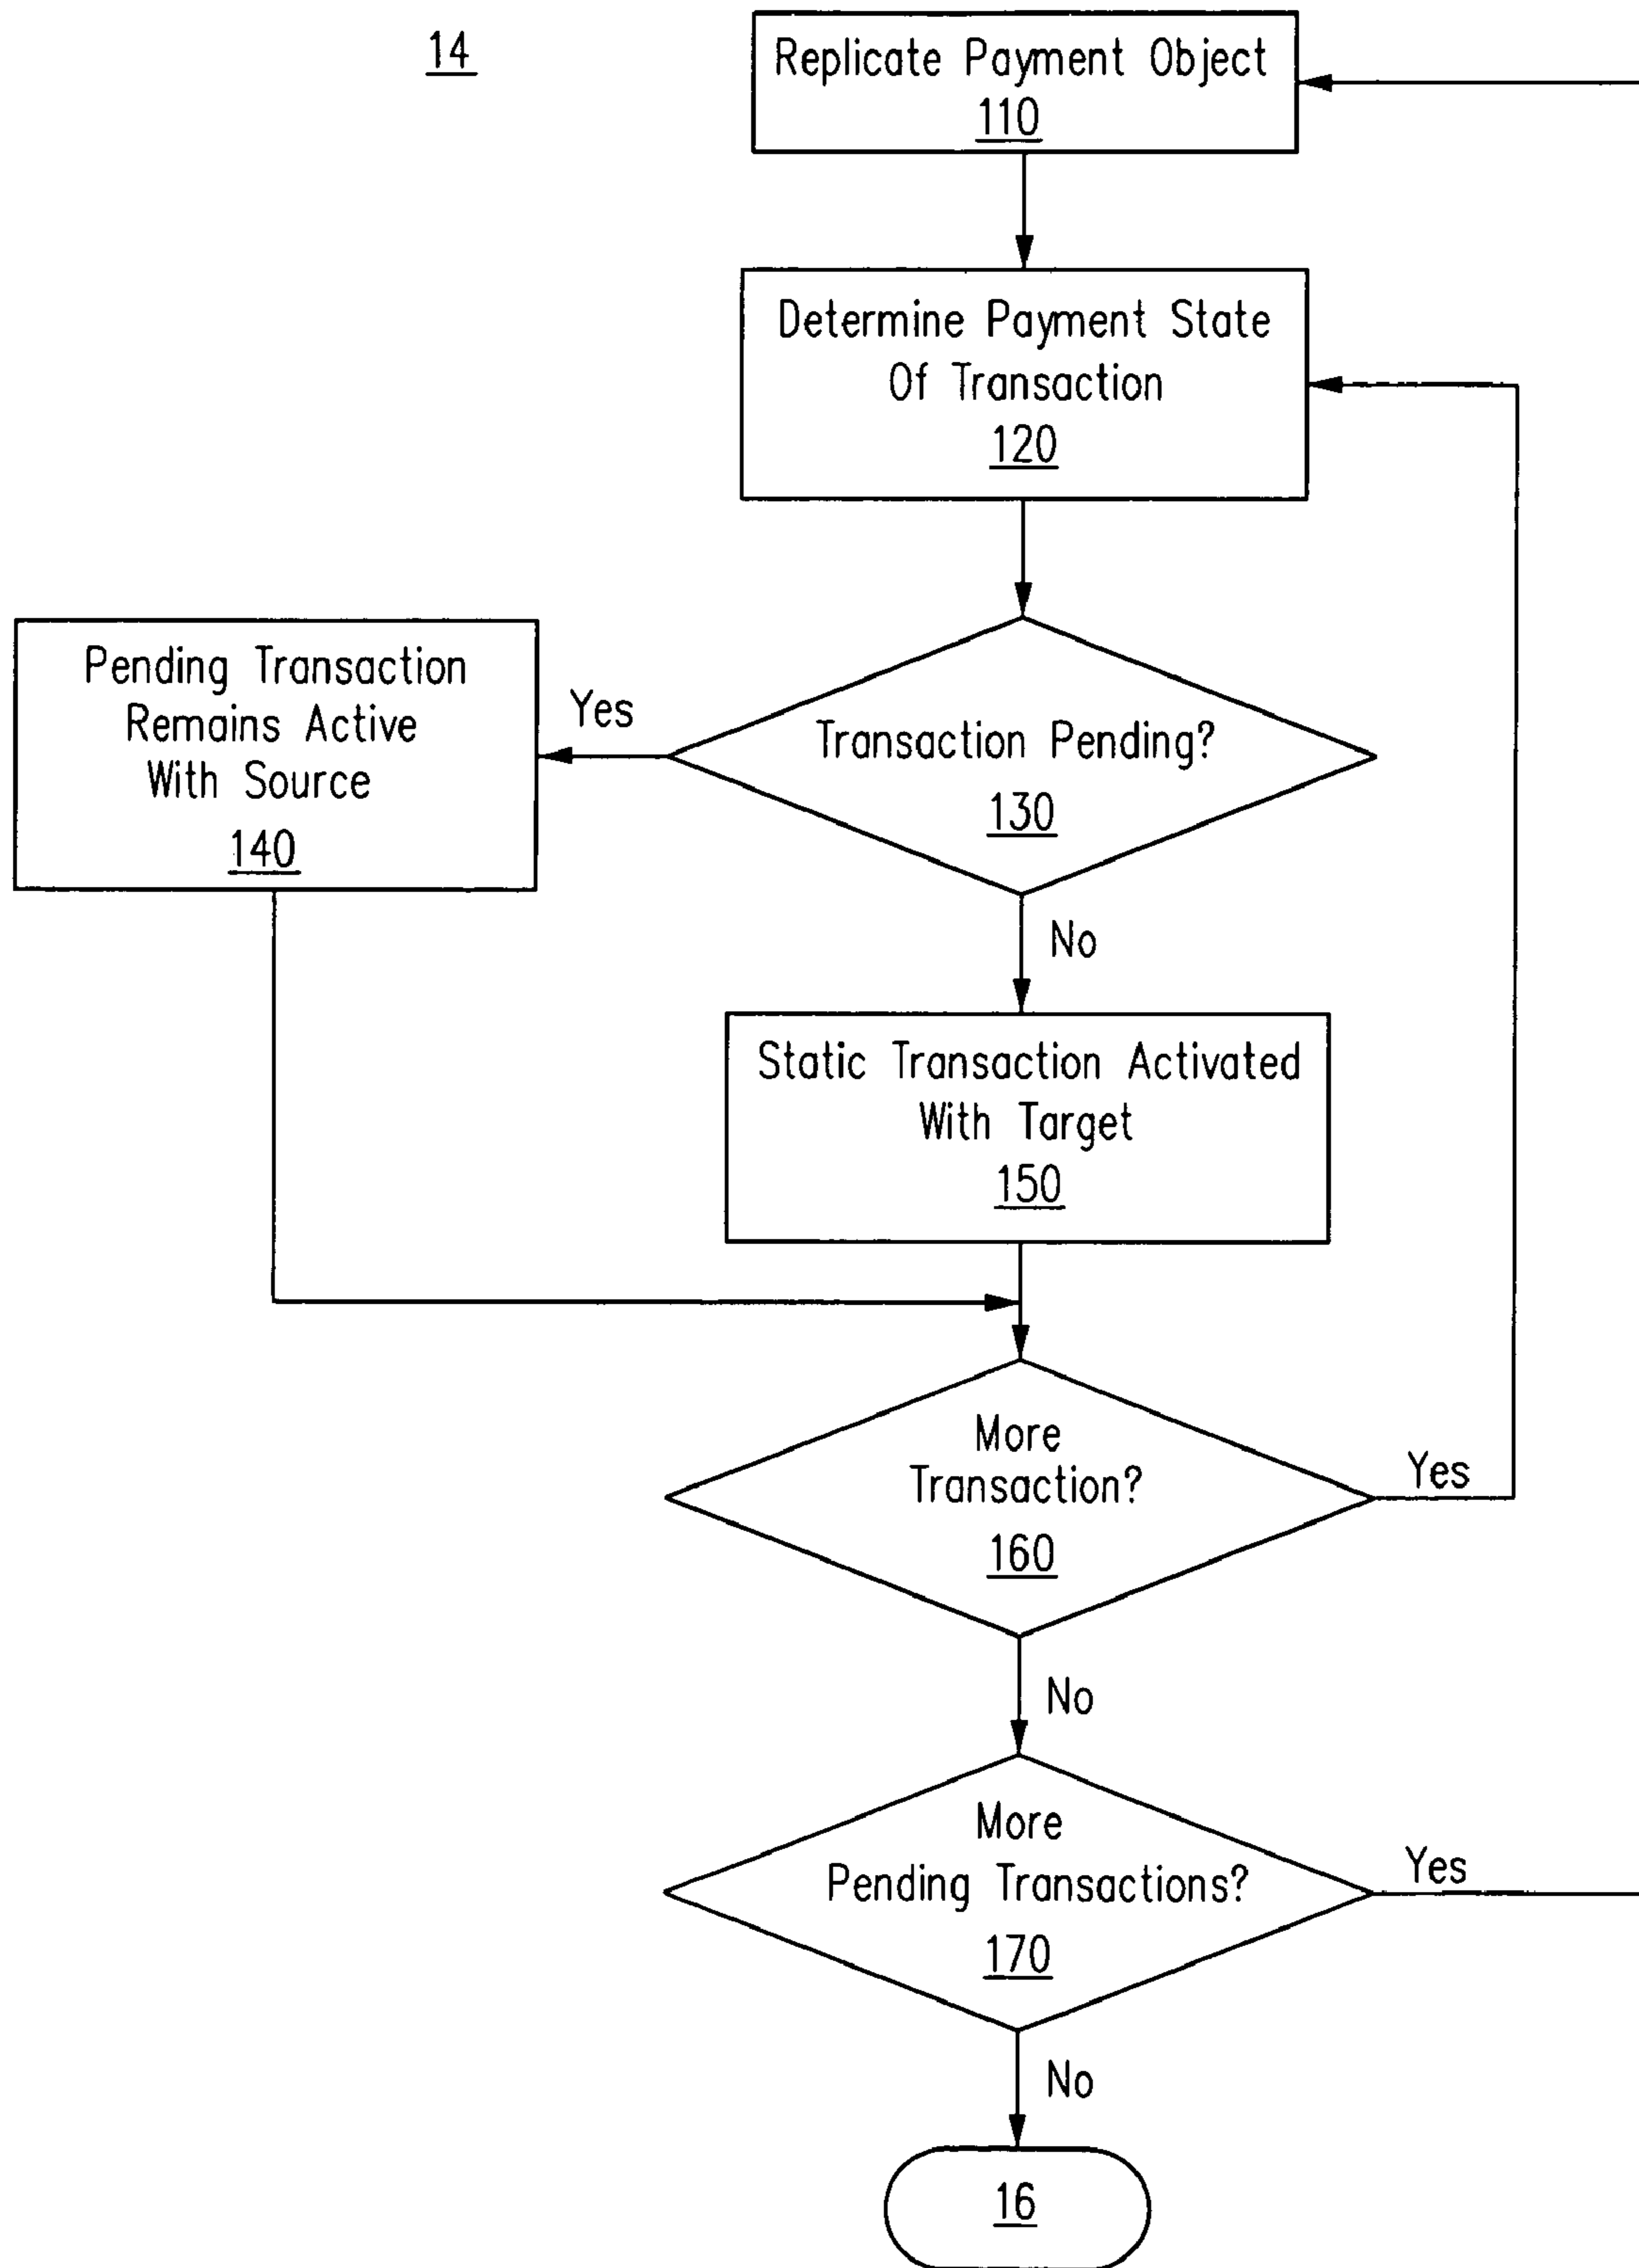 14
Replicate Payment Object
110
Determine Payment State
Of Transaction
120
Transaction Pending?
130
Yes
Pending Transaction
Remains Active
With Source
140
No
Static Transaction Activated
With Target
150
More
Transaction?
160
Yes
No
More
Pending Transactions?
170
Yes
No
16